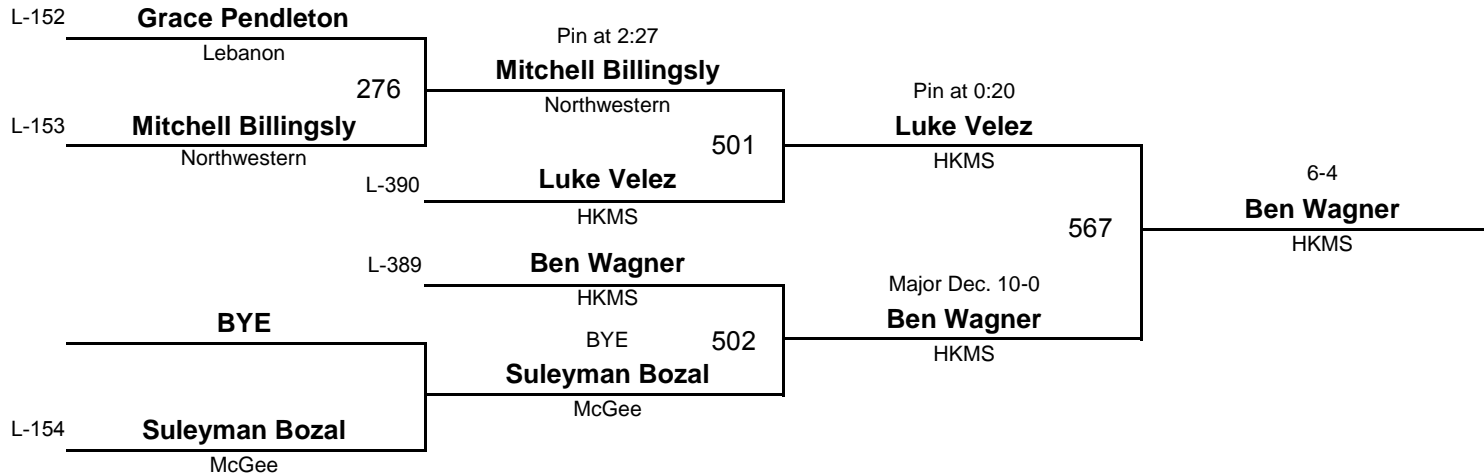 L-152
Grace Pendleton
Lebanon
276
L-153
Mitchell Billingsly
Northwestern
Pin at 2:27
Mitchell Billingsly
Northwestern
501
L-390
Luke Velez
HKMS
Pin at 0:20
Luke Velez
HKMS
567
6-4
Ben Wagner
HKMS
L-389
Ben Wagner
HKMS
502
Major Dec. 10-0
Ben Wagner
HKMS
BYE
BYE
Suleyman Bozal
McGee
L-154
Suleyman Bozal
McGee